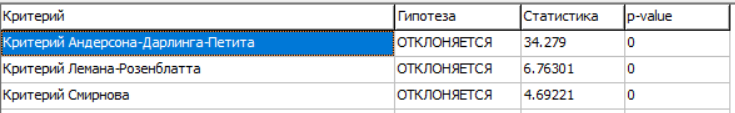 Критерий Гипотеза Статистика p-value
Критерий Андерсона-Дарлинга-Петита ОТКЛОНЯЕТСЯ 34.279 0
Критерий Лемана-Розенблатта ОТКЛОНЯЕТСЯ 6.76301 0
Критерий Смирнова ОТКЛОНЯЕТСЯ 4.69221 0